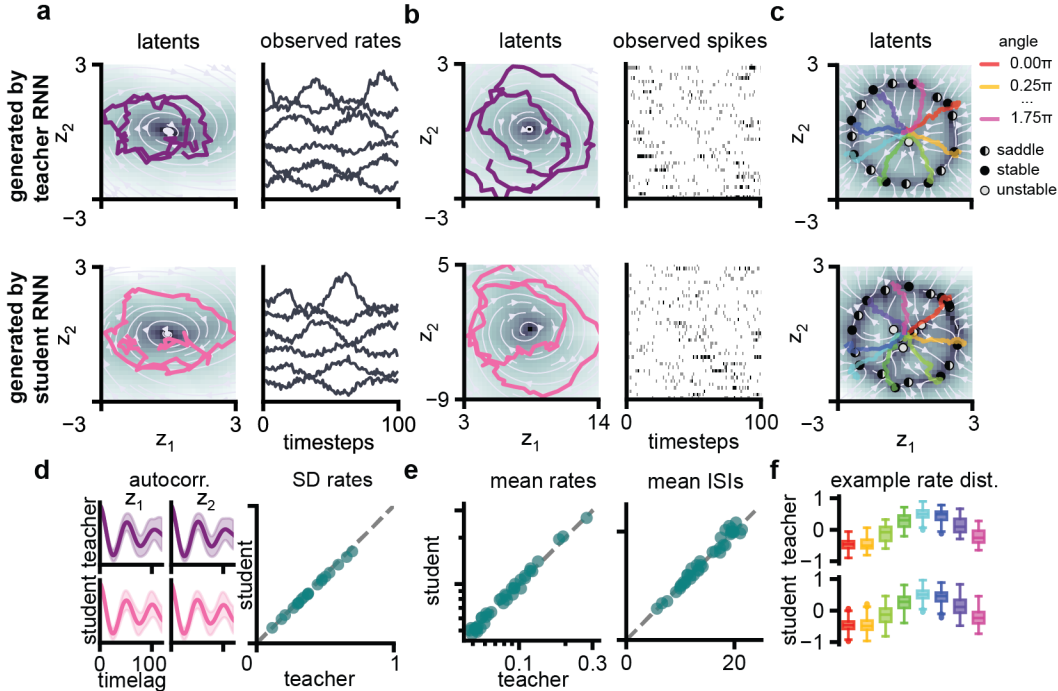 a
latents
observed rates
generated by
teacher RNN
z2
3
−3
generated by
student RNN
z2
3
−3
3
z1
0
100
timesteps
b
latents
observed spikes
z2
3
−3
z2
5
−9
3
14
z1
0
100
timesteps
c
latents
z2
3
−3
angle
0.00π
0.25π
...
1.75π
saddle
stable
unstable
z2
3
−3
3
z1
d
autocorr.
z1
z2
teacher
student
0
100
timelag
SD rates
1
student
0
0
1
teacher
e
mean rates
student
0.1
0.3
teacher
mean ISIs
0
20
f
example rate dist.
teacher
1
0
−1
student
1
0
−1